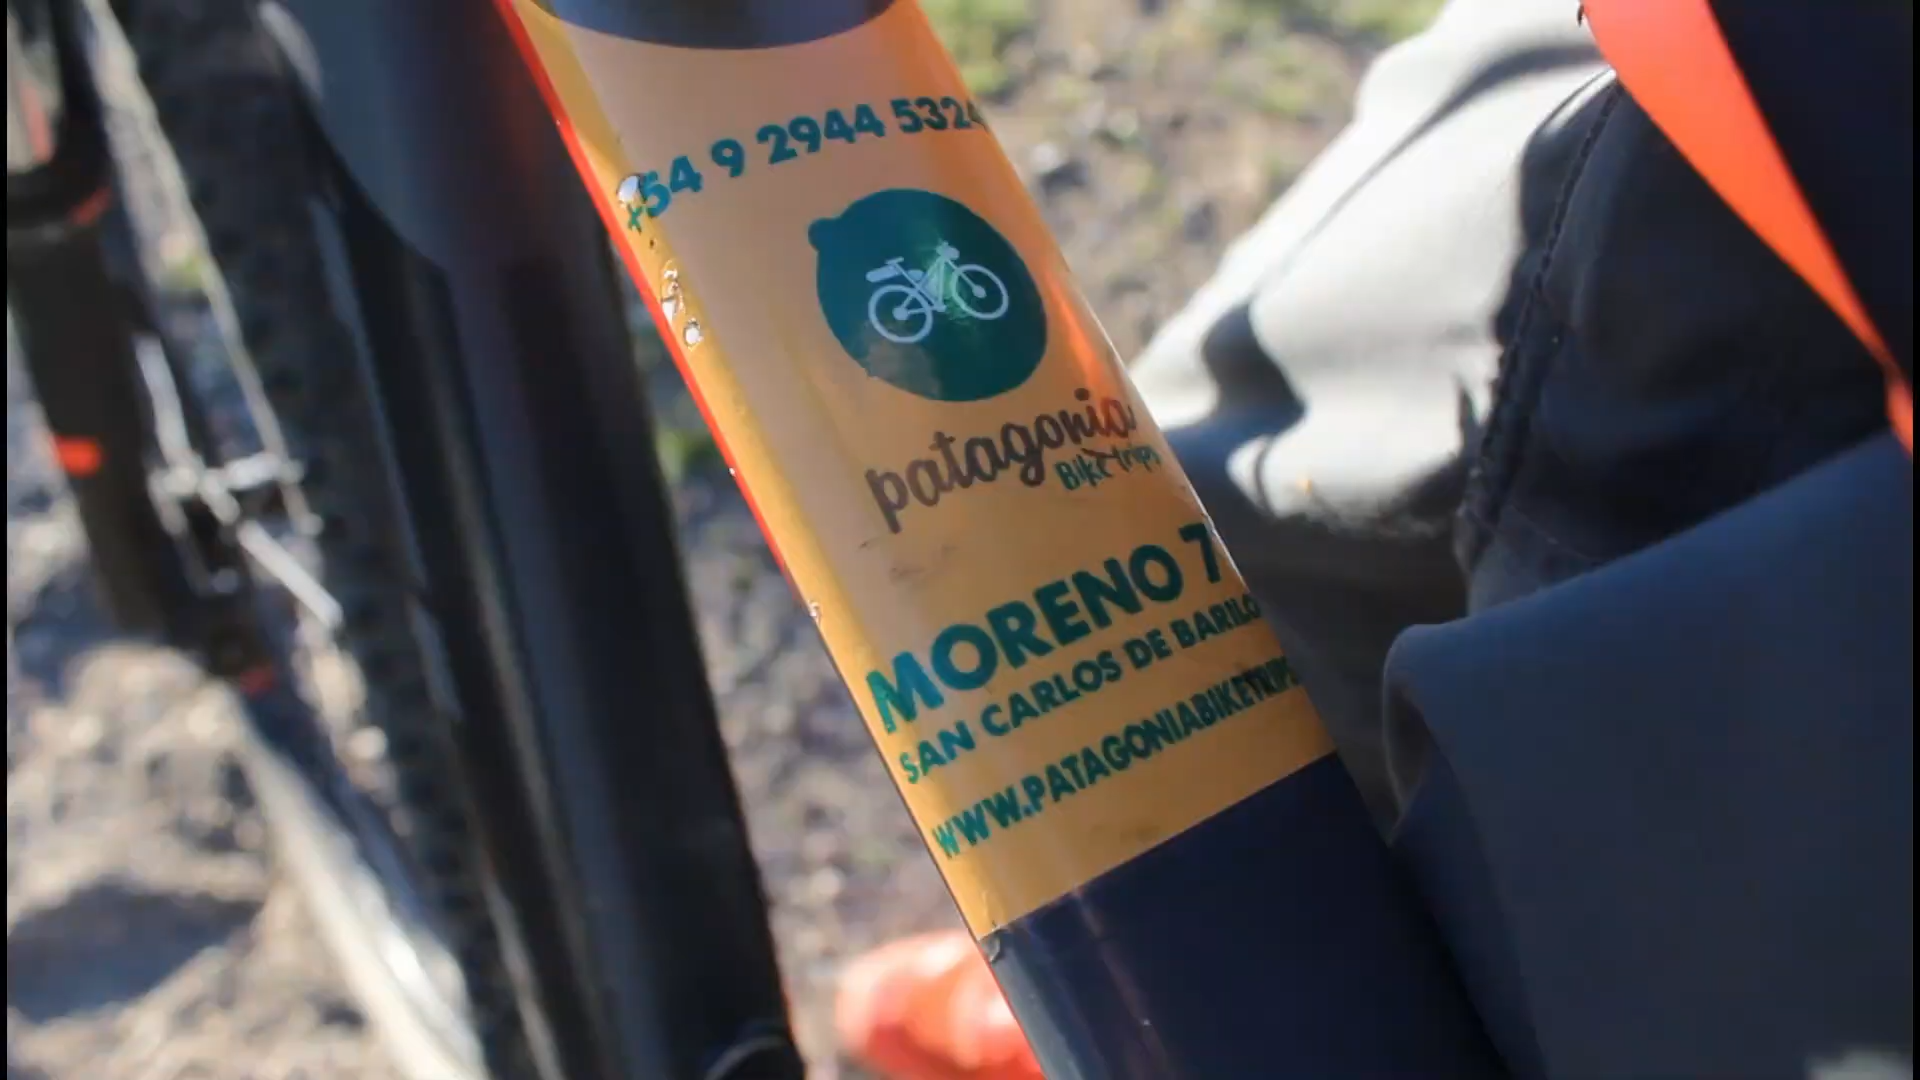 +54 9 2944 5324
patagonia
Bike trips
MORENO 7
SAN CARLOS DE BARILO
WWW.PATAGONIABIKETRIPS